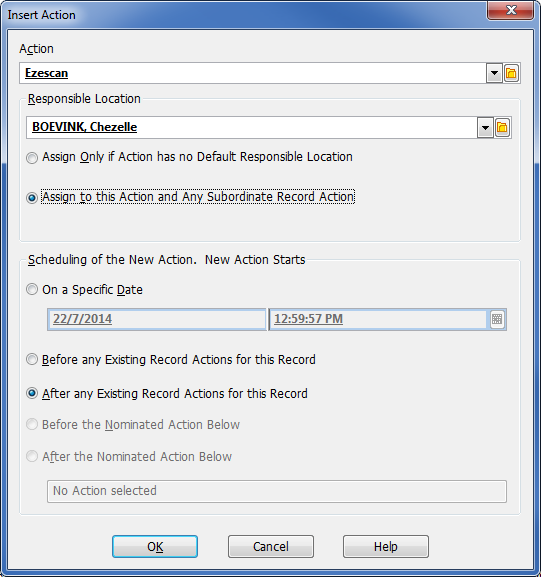 Insert Action
Action
Ezescan
Responsible Location
BOEVINK, Chezelle
Assign Only if Action has no Default Responsible Location
Assign to this Action and Any Subordinate Record Action
Scheduling of the New Action.  New Action Starts
On a Specific Date
22/7/2014 12:59:57 PM
Before any Existing Record Actions for this Record
After any Existing Record Actions for this Record
Before the Nominated Action Below
After the Nominated Action Below
No Action selected
OK Cancel Help